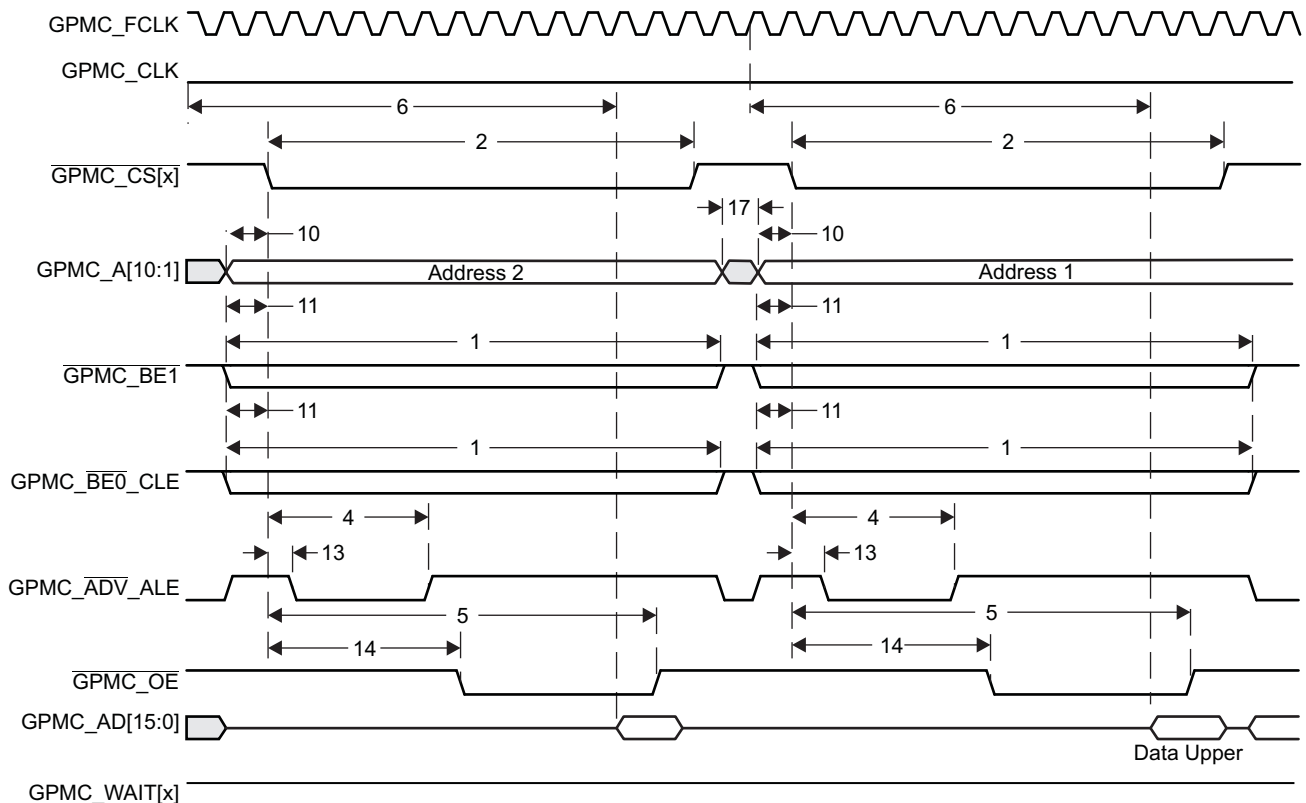 GPMC_FCLK
GPMC_CLK
6 6
2 2
GPMC_CS[x]
17
10 10
GPMC_A[10:1] Address 2 Address 1
11 11
1 1
GPMC_BE1
11 11
1 1
GPMC_BE0_CLE
4 4
13 13
GPMC_ADV_ALE
5 5
14 14
GPMC_OE
GPMC_AD[15:0]
Data Upper
GPMC_WAIT[x]